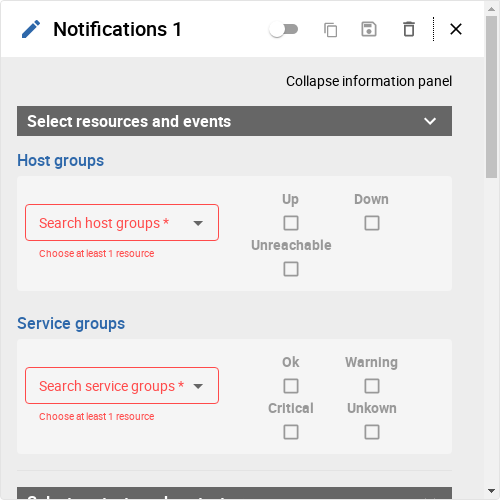 Notifications 1
Collapse information panel
Select resources and events
Host groups
Up Down
Search host groups *
Choose at least 1 resource
Unreachable
Service groups
Ok Warning
Search service groups *
Choose at least 1 resource
Critical Unkown